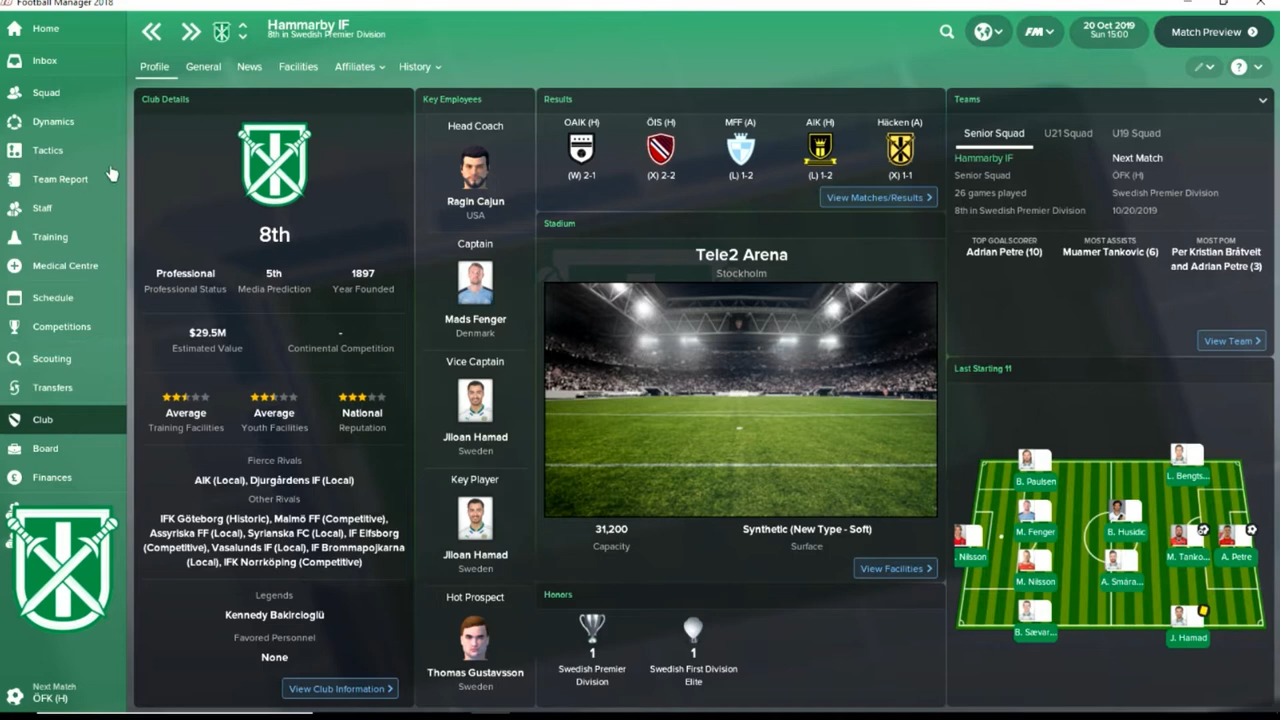 Football Manager 2018
Hammarby IF
8th in Swedish Premier Division
20 Oct 2019
Sun 15:00
FM
Match Preview
Home
Inbox
Squad
Dynamics
Tactics
Team Report
Staff
Training
Medical Centre
Schedule
Competitions
Scouting
Transfers
Club
Board
Finances
Next Match
ÖFK (H)
Profile
General
News
Facilities
Affiliates
History
?
Club Details
8th
Professional
Professional Status
5th
Media Prediction
1897
Year Founded
$29.5M
Estimated Value
-
Continental Competition
Average
Training Facilities
Average
Youth Facilities
National
Reputation
Fierce Rivals
AIK (Local), Djurgårdens IF (Local)
Other Rivals
IFK Göteborg (Historic), Malmö FF (Competitive),
Assyriska FF (Local), Syrianska FC (Local), IF Elfsborg
(Competitive), Vasalunds IF (Local), IF Brommapojkarna
(Local), IFK Norrköping (Competitive)
Legends
Kennedy Bakircioglü
Favored Personnel
None
View Club Information
Key Employees
Head Coach
Ragin Cajun
USA
Captain
Mads Fenger
Denmark
Vice Captain
Jiloan Hamad
Sweden
Key Player
Jiloan Hamad
Sweden
Hot Prospect
Thomas Gustavsson
Sweden
Results
OAIK (H)
ÖIS (H)
MFF (A)
AIK (H)
Häcken (A)
(W) 2-1
(X) 2-2
(L) 1-2
(L) 1-2
(X) 1-1
View Matches/Results
Stadium
Tele2 Arena
Stockholm
31,200
Capacity
Synthetic (New Type - Soft)
Surface
View Facilities
Honors
1
Swedish Premier
Division
1
Swedish First Division
Elite
Teams
Senior Squad
U21 Squad
U19 Squad
Hammarby IF
Senior Squad
26 games played
8th in Swedish Premier Division
Next Match
ÖFK (H)
Swedish Premier Division
10/20/2019
TOP GOALSCORER
Adrian Petre (10)
MOST ASSISTS
Muamer Tankovic (6)
MOST POM
Per Kristian Bråtveit
and Adrian Petre (3)
View Team
Last Starting 11
B. Paulsen
L. Bengts...
M. Fenger
B. Husidic
. Nilsson
M. Tanko...
A. Petre
M. Nilsson
A. Smára...
B. Sævar...
J. Hamad